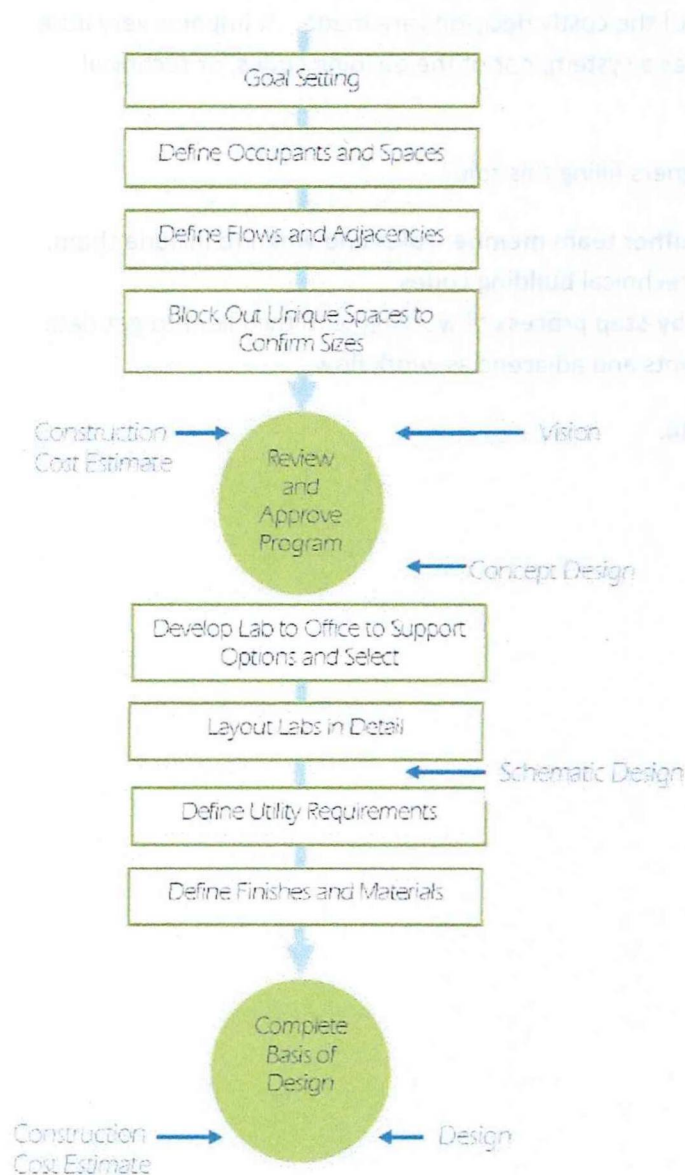 Goal Setting
Define Occupants and Spaces
Define Flows and Adjacencies
Block Out Unique Spaces to
Confirm Sizes
Construction
Cost Estimate
Review
and
Approve
Program
Vision
Concept Design
Develop Lab to Office to Support
Options and Select
Layout Labs in Detail
Schematic Design
Define Utility Requirements
Define Finishes and Materials
Complete
Basis of
Design
Construction
Cost Estimate
Design